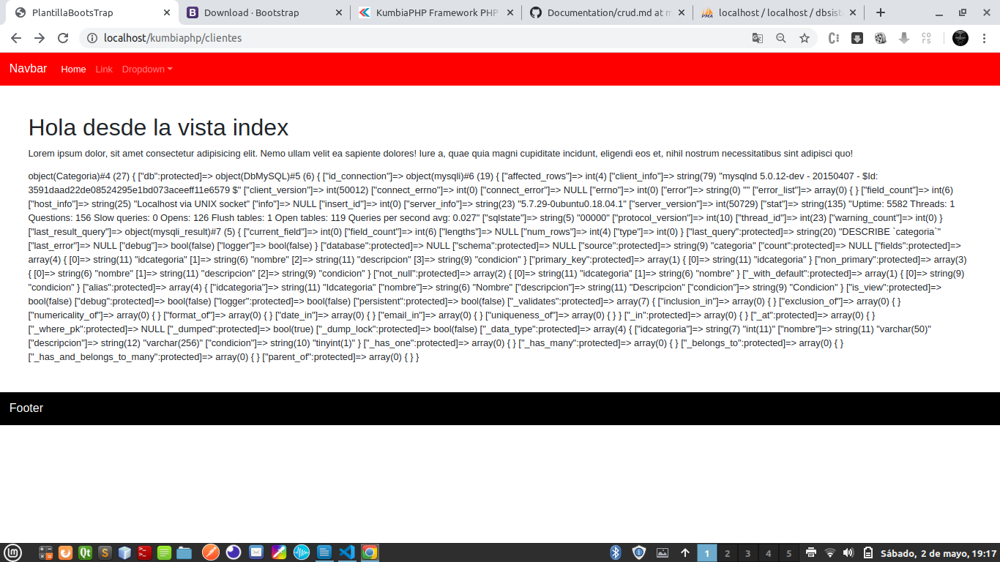 PlantillaBootsTrap
Download · Bootstrap
KumbiaPHP Framework PHP
Documentation/crud.md at m
localhost / localhost / dbsist
localhost/kumbiaphp/clientes
Navbar Home Link Dropdown
Hola desde la vista index
Lorem ipsum dolor, sit amet consectetur adipisicing elit. Nemo ullam velit ea sapiente dolores! Iure a, quae quia magni cupiditate incidunt, eligendi eos et, nihil nostrum necessitatibus sint adipisci quo!
object(Categoria)#4 (27) { ["db":protected]=> object(DbMySQL)#5 (6) { ["id_connection"]=> object(mysqli)#6 (19) { ["affected_rows"]=> int(4) ["client_info"]=> string(79) "mysqlnd 5.0.12-dev - 20150407 - $Id:
3591daad22de08524295e1bd073aceeff11e6579 $" ["client_version"]=> int(50012) ["connect_errno"]=> int(0) ["connect_error"]=> NULL ["errno"]=> int(0) ["error"]=> string(0) "" ["error_list"]=> array(0) { } ["field_count"]=> int(6)
["host_info"]=> string(25) "Localhost via UNIX socket" ["info"]=> NULL ["insert_id"]=> int(0) ["server_info"]=> string(23) "5.7.29-0ubuntu0.18.04.1" ["server_version"]=> int(50729) ["stat"]=> string(135) "Uptime: 5582 Threads: 1
Questions: 156 Slow queries: 0 Opens: 126 Flush tables: 1 Open tables: 119 Queries per second avg: 0.027" ["sqlstate"]=> string(5) "00000" ["protocol_version"]=> int(10) ["thread_id"]=> int(23) ["warning_count"]=> int(0) }
["last_result_query"]=> object(mysqli_result)#7 (5) { ["current_field"]=> int(0) ["field_count"]=> int(6) ["lengths"]=> NULL ["num_rows"]=> int(4) ["type"]=> int(0) } ["last_query":protected]=> string(20) "DESCRIBE `categoria`"
["last_error"]=> NULL ["debug"]=> bool(false) ["logger"]=> bool(false) } ["database":protected]=> NULL ["schema":protected]=> NULL ["source":protected]=> string(9) "categoria" ["count":protected]=> NULL ["fields":protected]=>
array(4) { [0]=> string(11) "idcategoria" [1]=> string(6) "nombre" [2]=> string(11) "descripcion" [3]=> string(9) "condicion" } ["primary_key":protected]=> array(1) { [0]=> string(11) "idcategoria" } ["non_primary":protected]=> array(3)
{ [0]=> string(6) "nombre" [1]=> string(11) "descripcion" [2]=> string(9) "condicion" } ["not_null":protected]=> array(2) { [0]=> string(11) "idcategoria" [1]=> string(6) "nombre" } ["_with_default":protected]=> array(1) { [0]=> string(9)
"condicion" } ["alias":protected]=> array(4) { ["idcategoria"]=> string(11) "Idcategoria" ["nombre"]=> string(6) "Nombre" ["descripcion"]=> string(11) "Descripcion" ["condicion"]=> string(9) "Condicion" } ["is_view":protected]=>
bool(false) ["debug":protected]=> bool(false) ["logger":protected]=> bool(false) ["persistent":protected]=> bool(false) ["_validates":protected]=> array(7) { ["inclusion_in"]=> array(0) { } ["exclusion_of"]=> array(0) { }
["numericality_of"]=> array(0) { } ["format_of"]=> array(0) { } ["date_in"]=> array(0) { } ["email_in"]=> array(0) { } ["uniqueness_of"]=> array(0) { } } ["_in":protected]=> array(0) { } ["_at":protected]=> array(0) { }
["_where_pk":protected]=> NULL ["_dumped":protected]=> bool(true) ["_dump_lock":protected]=> bool(false) ["_data_type":protected]=> array(4) { ["idcategoria"]=> string(7) "int(11)" ["nombre"]=> string(11) "varchar(50)"
["descripcion"]=> string(12) "varchar(256)" ["condicion"]=> string(10) "tinyint(1)" } ["_has_one":protected]=> array(0) { } ["_has_many":protected]=> array(0) { } ["_belongs_to":protected]=> array(0) { }
["_has_and_belongs_to_many":protected]=> array(0) { } ["parent_of":protected]=> array(0) { } }
Footer
1 2 3 4 5 Sábado, 2 de mayo, 19:17